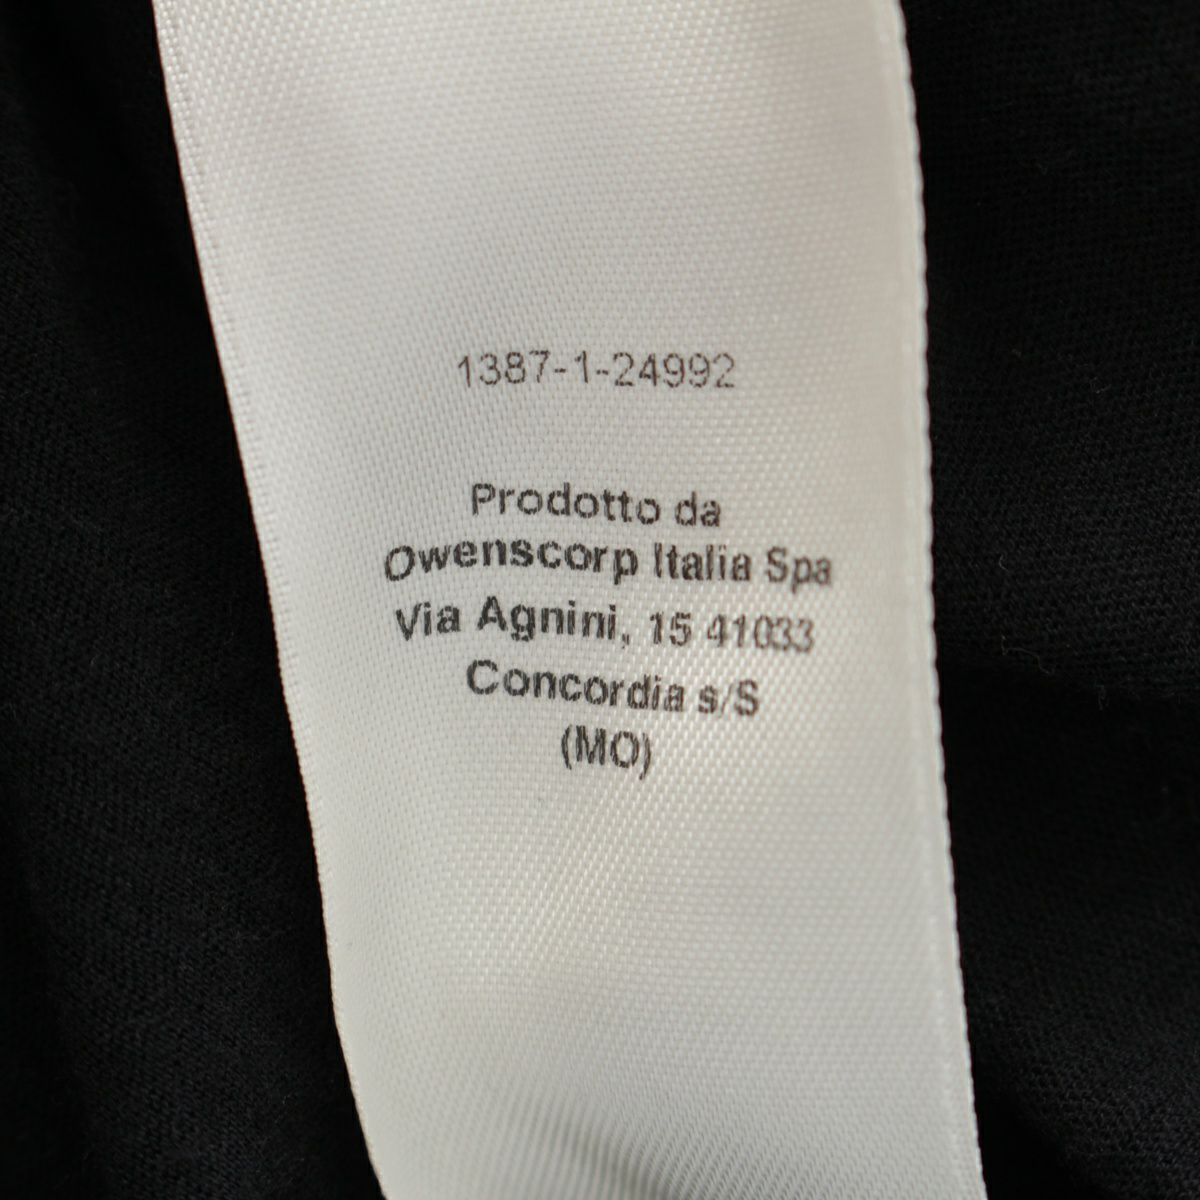 1387-1-24992
Prodotto da
Owenscorp Italia Spa
Via Agnini, 15 41033
Concordia s/S
(MO)